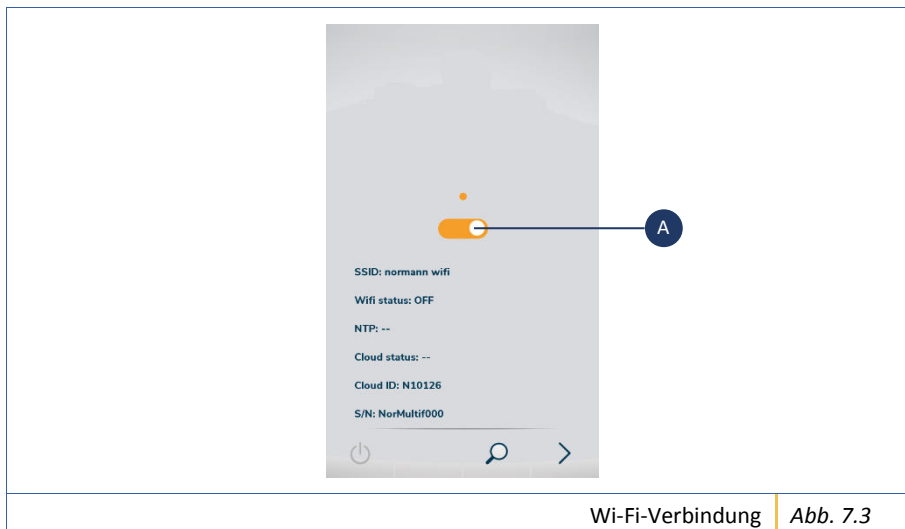 A
SSID: normann wifi
Wifi status: OFF
NTP: --
Cloud status: --
Cloud ID: N10126
S/N: NorMultif000
Wi-Fi-Verbindung Abb. 7.3